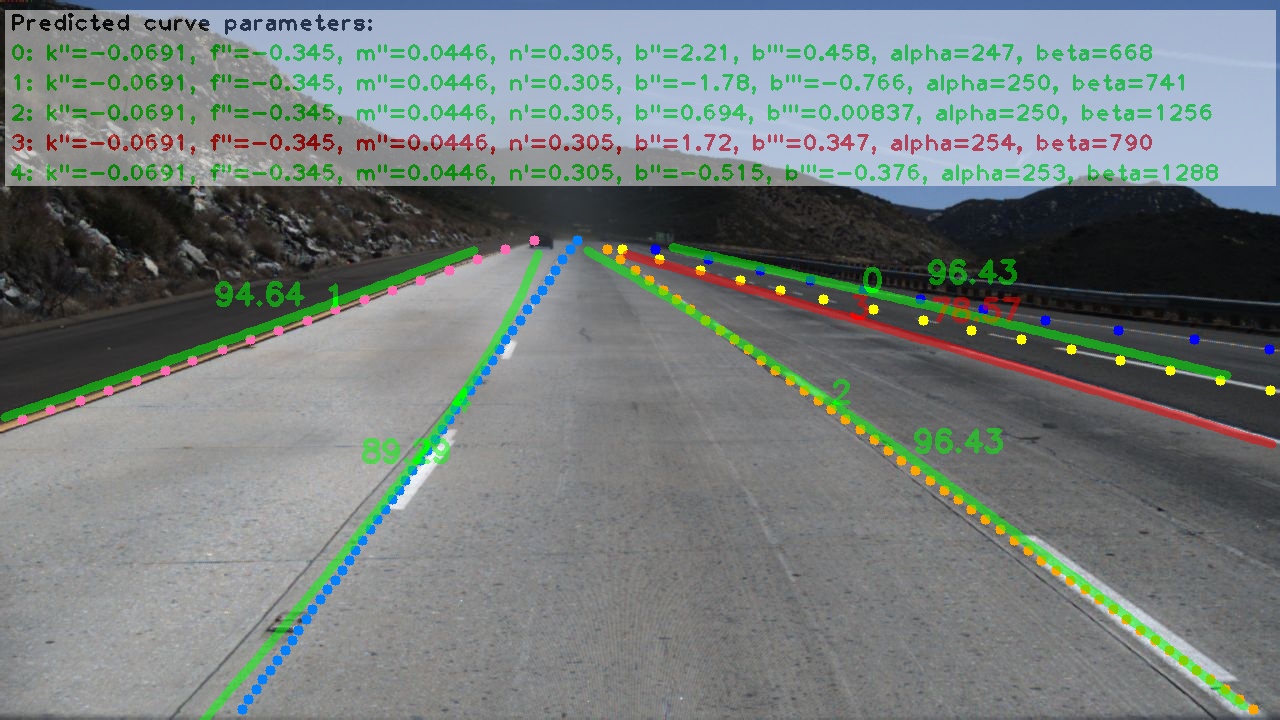 Predicted curve parameters:
0: k''=-0.0691, f''=-0.345, m''=0.0446, n'=0.305, b''=2.21, b'''=0.458, alpha=247, beta=668
1: k''=-0.0691, f''=-0.345, m''=0.0446, n'=0.305, b''=-1.78, b'''=-0.766, alpha=250, beta=741
2: k''=-0.0691, f''=-0.345, m''=0.0446, n'=0.305, b''=0.694, b'''=0.00837, alpha=250, beta=1256
3: k''=-0.0691, f''=-0.345, m''=0.0446, n'=0.305, b''=1.72, b'''=0.347, alpha=254, beta=790
4: k''=-0.0691, f''=-0.345, m''=0.0446, n'=0.305, b''=-0.515, b'''=-0.376, alpha=253, beta=1288
0 96.43
94.64 1
3 78.57
2
96.43
89.29